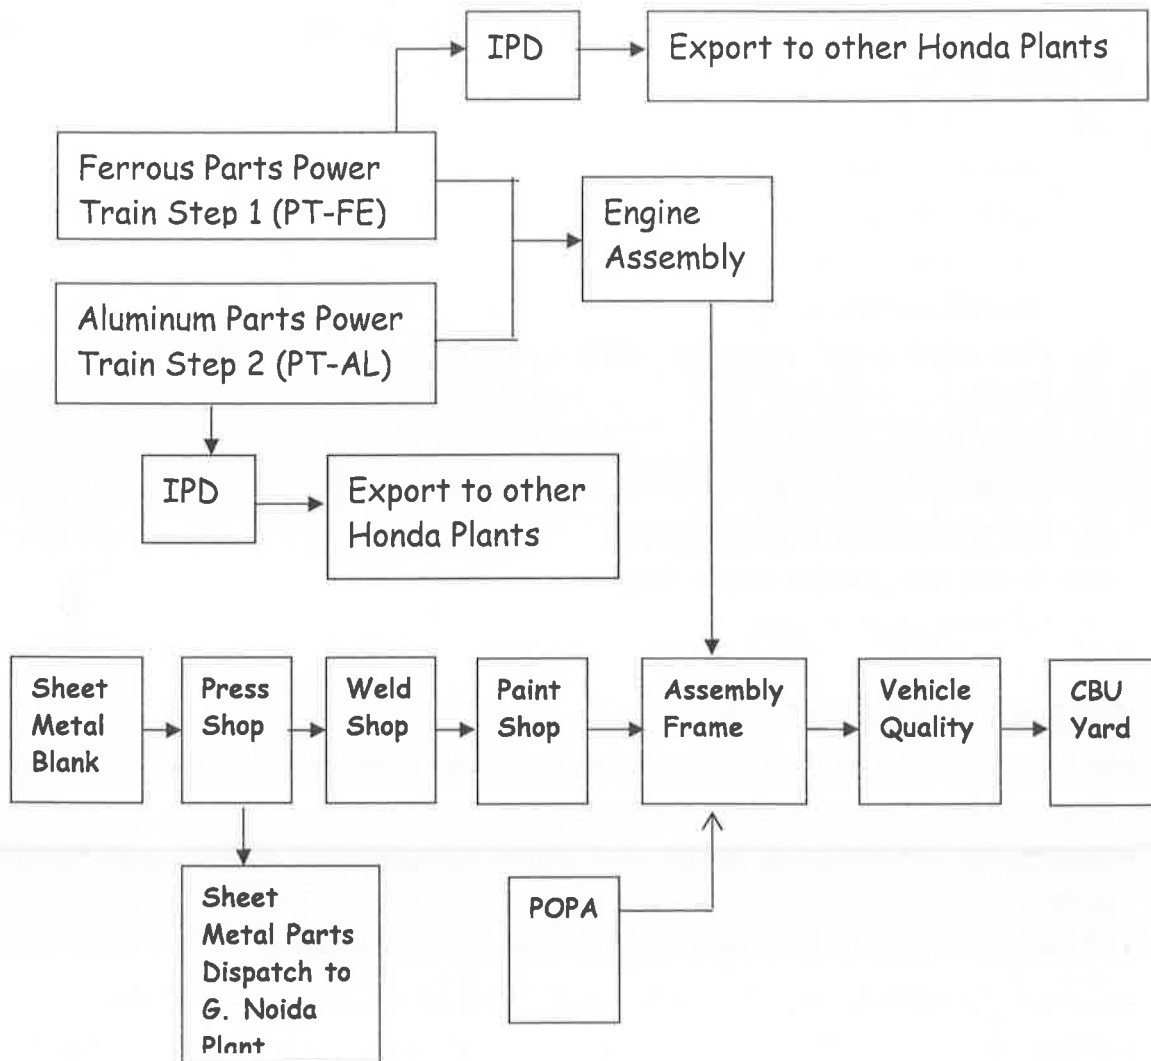 IPD
Export to other Honda Plants
Ferrous Parts Power
Train Step 1 (PT-FE)
Engine
Assembly
Aluminum Parts Power
Train Step 2 (PT-AL)
IPD
Export to other
Honda Plants
Sheet
Metal
Blank
Press
Shop
Weld
Shop
Paint
Shop
Assembly
Frame
Vehicle
Quality
CBU
Yard
Sheet
Metal Parts
Dispatch to
G. Noida
Plant
POPA